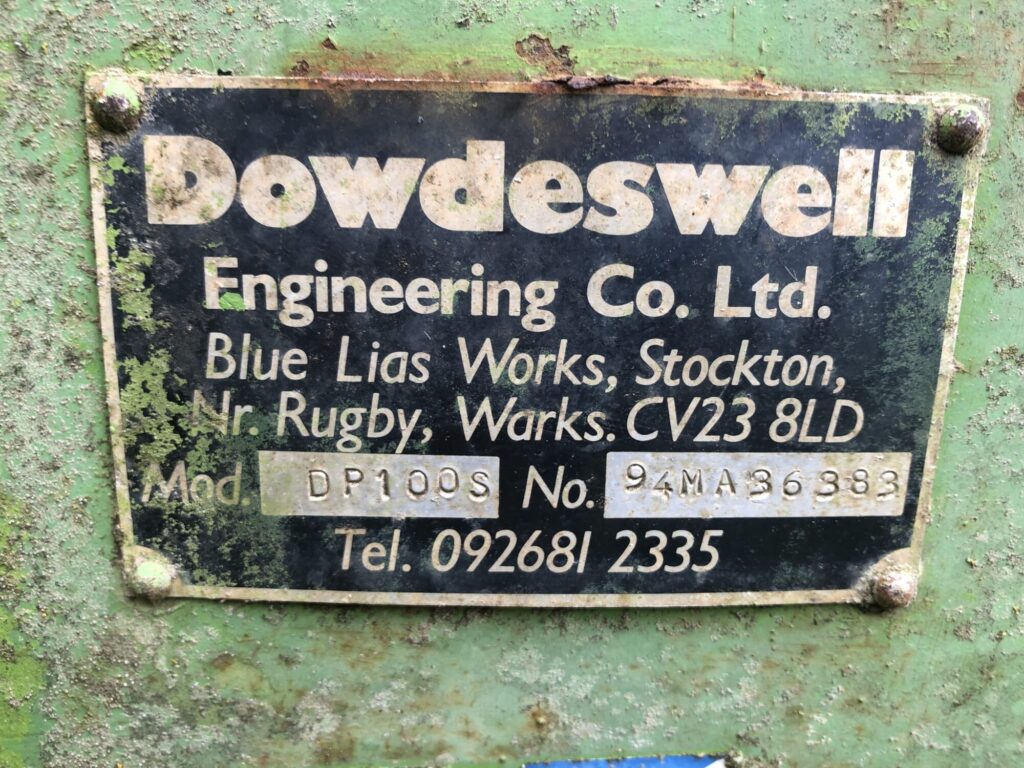 Dowdeswell
Engineering Co. Ltd.
Blue Lias Works, Stockton,
Nr. Rugby, Warks. CV23 8LD
Mod. DP100S No. 94MA36383
Tel. 092681 2335